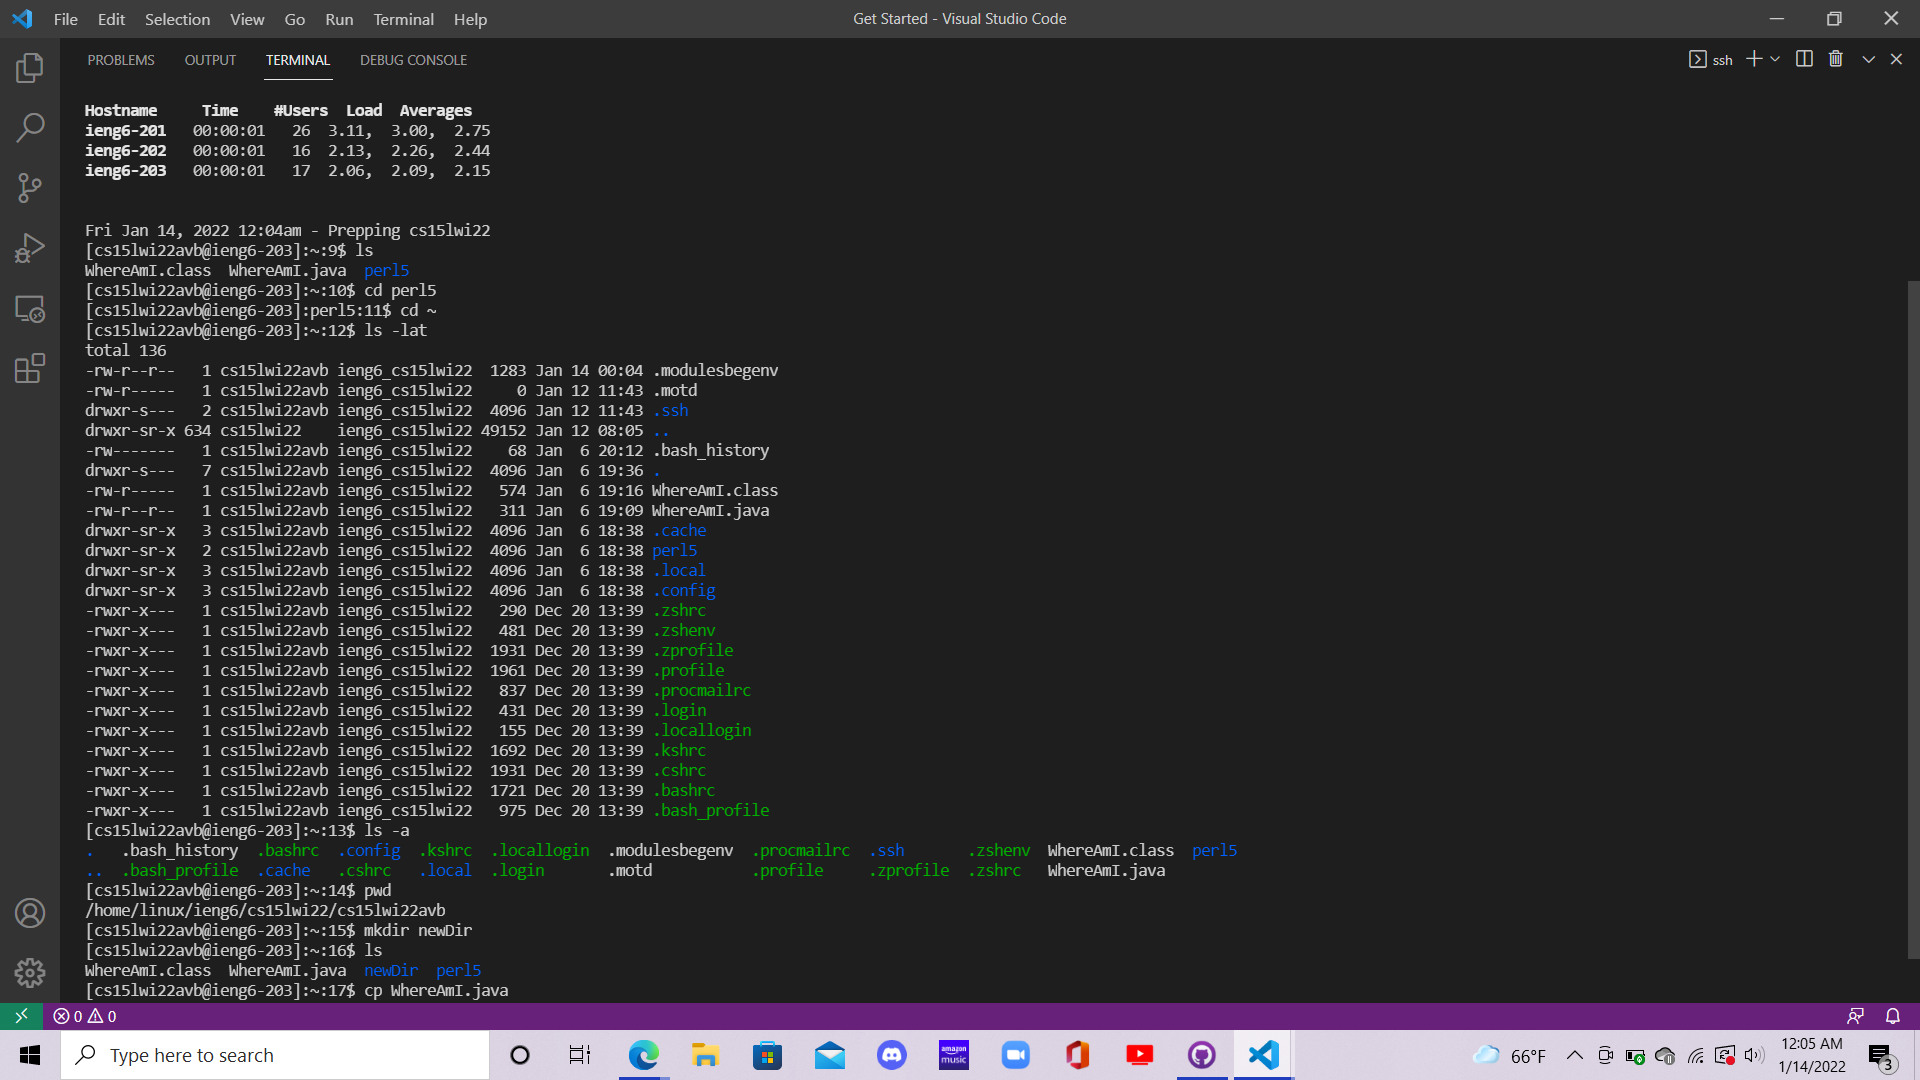 File Edit Selection View Go Run Terminal Help Get Started - Visual Studio Code
PROBLEMS OUTPUT TERMINAL DEBUG CONSOLE ssh
Hostname Time #Users Load Averages
ieng6-201 00:00:01 26 3.11, 3.00, 2.75
ieng6-202 00:00:01 16 2.13, 2.26, 2.44
ieng6-203 00:00:01 17 2.06, 2.09, 2.15
Fri Jan 14, 2022 12:04am - Prepping cs15lwi22
[cs15lwi22avb@ieng6-203]:~:9$ ls
WhereAmI.class WhereAmI.java perl5
[cs15lwi22avb@ieng6-203]:~:10$ cd perl5
[cs15lwi22avb@ieng6-203]:perl5:11$ cd ~
[cs15lwi22avb@ieng6-203]:~:12$ ls -lat
total 136
-rw-r--r-- 1 cs15lwi22avb ieng6_cs15lwi22 1283 Jan 14 00:04 .modulesbegenv
-rw-r----- 1 cs15lwi22avb ieng6_cs15lwi22 0 Jan 12 11:43 .motd
drwxr-s--- 2 cs15lwi22avb ieng6_cs15lwi22 4096 Jan 12 11:43 .ssh
drwxr-sr-x 634 cs15lwi22 ieng6_cs15lwi22 49152 Jan 12 08:05 ..
-rw------- 1 cs15lwi22avb ieng6_cs15lwi22 68 Jan 6 20:12 .bash_history
drwxr-s--- 7 cs15lwi22avb ieng6_cs15lwi22 4096 Jan 6 19:36 .
-rw-r----- 1 cs15lwi22avb ieng6_cs15lwi22 574 Jan 6 19:16 WhereAmI.class
-rw-r--r-- 1 cs15lwi22avb ieng6_cs15lwi22 311 Jan 6 19:09 WhereAmI.java
drwxr-sr-x 3 cs15lwi22avb ieng6_cs15lwi22 4096 Jan 6 18:38 .cache
drwxr-sr-x 2 cs15lwi22avb ieng6_cs15lwi22 4096 Jan 6 18:38 perl5
drwxr-sr-x 3 cs15lwi22avb ieng6_cs15lwi22 4096 Jan 6 18:38 .local
drwxr-sr-x 3 cs15lwi22avb ieng6_cs15lwi22 4096 Jan 6 18:38 .config
-rwxr-x--- 1 cs15lwi22avb ieng6_cs15lwi22 290 Dec 20 13:39 .zshrc
-rwxr-x--- 1 cs15lwi22avb ieng6_cs15lwi22 481 Dec 20 13:39 .zshenv
-rwxr-x--- 1 cs15lwi22avb ieng6_cs15lwi22 1931 Dec 20 13:39 .zprofile
-rwxr-x--- 1 cs15lwi22avb ieng6_cs15lwi22 1961 Dec 20 13:39 .profile
-rwxr-x--- 1 cs15lwi22avb ieng6_cs15lwi22 837 Dec 20 13:39 .procmailrc
-rwxr-x--- 1 cs15lwi22avb ieng6_cs15lwi22 431 Dec 20 13:39 .login
-rwxr-x--- 1 cs15lwi22avb ieng6_cs15lwi22 155 Dec 20 13:39 .locallogin
-rwxr-x--- 1 cs15lwi22avb ieng6_cs15lwi22 1692 Dec 20 13:39 .kshrc
-rwxr-x--- 1 cs15lwi22avb ieng6_cs15lwi22 1931 Dec 20 13:39 .cshrc
-rwxr-x--- 1 cs15lwi22avb ieng6_cs15lwi22 1721 Dec 20 13:39 .bashrc
-rwxr-x--- 1 cs15lwi22avb ieng6_cs15lwi22 975 Dec 20 13:39 .bash_profile
[cs15lwi22avb@ieng6-203]:~:13$ ls -a
. .bash_history .bashrc .config .kshrc .locallogin .modulesbegenv .procmailrc .ssh .zshenv WhereAmI.class perl5
.. .bash_profile .cache .cshrc .local .login .motd .profile .zprofile .zshrc WhereAmI.java
[cs15lwi22avb@ieng6-203]:~:14$ pwd
/home/linux/ieng6/cs15lwi22/cs15lwi22avb
[cs15lwi22avb@ieng6-203]:~:15$ mkdir newDir
[cs15lwi22avb@ieng6-203]:~:16$ ls
WhereAmI.class WhereAmI.java newDir perl5
[cs15lwi22avb@ieng6-203]:~:17$ cp WhereAmI.java
0 0
Type here to search amazon music 66°F 12:05 AM
1/14/2022 3